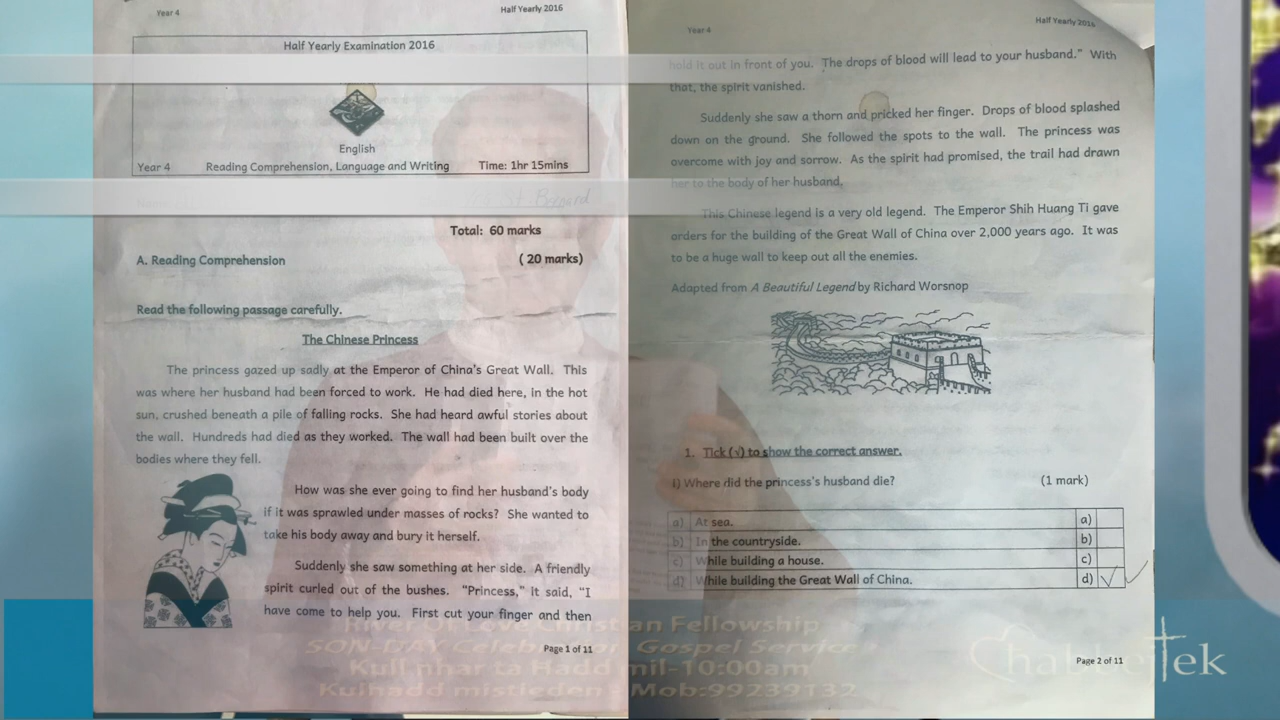 Year 4
Half Yearly 2016
Half Yearly Examination 2016
English
Year 4 Reading Comprehension, Language and Writing Time: 1hr 15mins
Total: 60 marks
A. Reading Comprehension ( 20 marks)
Read the following passage carefully.
The Chinese Princess
The princess gazed up sadly at the Emperor of China's Great Wall. This
was where her husband had been forced to work. He had died here, in the hot
sun, crushed beneath a pile of falling rocks. She had heard awful stories about
the wall. Hundreds had died as they worked. The wall had been built over the
bodies where they fell.
How was she ever going to find her husband's body
if it was sprawled under masses of rocks? She wanted to
take his body away and bury it herself.
Suddenly she saw something at her side. A friendly
spirit curled out of the bushes. "Princess," it said, "I
have come to help you. First cut your finger and then
Page 1 of 11
Year 4
Half Yearly 2016
hold it out in front of you. The drops of blood will lead to your husband." With
that, the spirit vanished.
Suddenly she saw a thorn and pricked her finger. Drops of blood splashed
down on the ground. She followed the spots to the wall. The princess was
overcome with joy and sorrow. As the spirit had promised, the trail had drawn
her to the body of her husband.
This Chinese legend is a very old legend. The Emperor Shih Huang Ti gave
orders for the building of the Great Wall of China over 2,000 years ago. It was
to be a huge wall to keep out all the enemies.
Adapted from A Beautiful Legend by Richard Worsnop
1. Tick (√) to show the correct answer.
i) Where did the princess's husband die? (1 mark)
a) At sea. a)
b) In the countryside. b)
c) While building a house. c)
d) While building the Great Wall of China. d) √
Page 2 of 11
River Of Love Christian Fellowship
SON-DAY Celebration Gospel Service
Kull nhar ta Hadd mil-10:00am
Kulhadd mistieden - Mob:99239132
Ħabbejtek